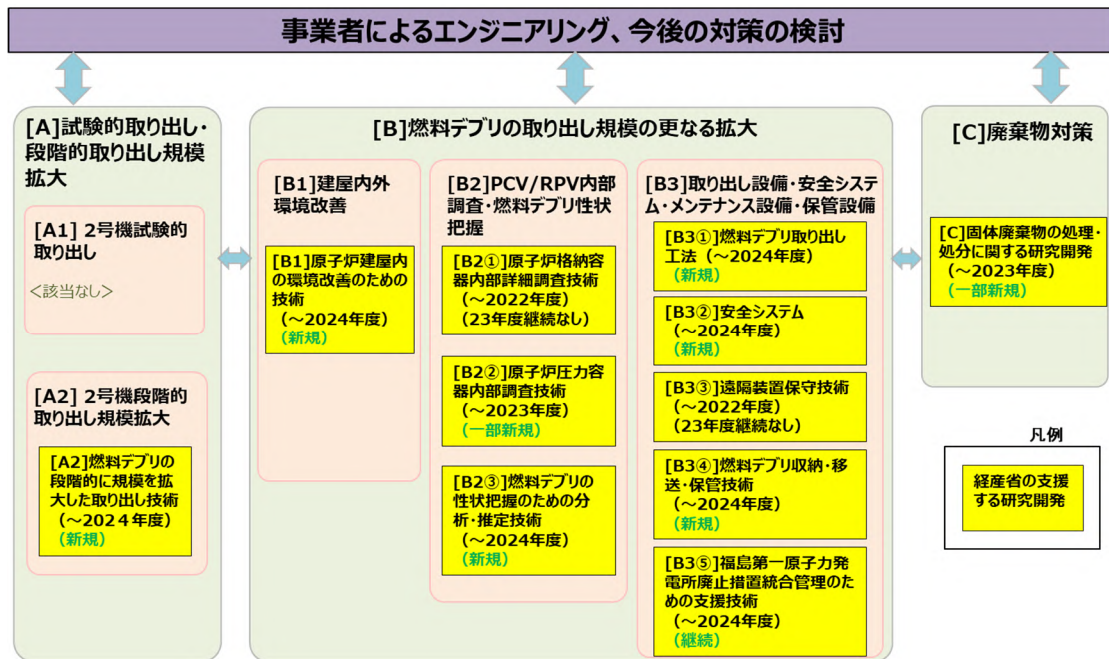 事業者によるエンジニアリング、今後の対策の検討
[A]試験的取り出し・
段階的取り出し規模
拡大
[A1] 2号機試験的
取り出し
<該当なし>
[A2] 2号機段階的
取り出し規模拡大
[A2]燃料デブリの
段階的に規模を拡
大した取り出し技術
(～2024年度)
(新規)
[B]燃料デブリの取り出し規模の更なる拡大
[B1]建屋内外
環境改善
[B1]原子炉建屋内
の環境改善のための
技術
(～2024年度)
(新規)
[B2]PCV/RPV内部
調査・燃料デブリ性状
把握
[B2①]原子炉格納容
器内部詳細調査技術
(～2022年度)
(23年度継続なし)
[B2②]原子炉圧力容
器内部調査技術
(～2023年度)
(一部新規)
[B2③]燃料デブリの
性状把握のための分
析・推定技術
(～2024年度)
(新規)
[B3]取り出し設備・安全システ
ム・メンテナンス設備・保管設備
[B3①]燃料デブリ取り出し
工法 (～2024年度)
(新規)
[B3②]安全システム
(～2024年度)
(新規)
[B3③]遠隔装置保守技術
(～2022年度)
(23年度継続なし)
[B3④]燃料デブリ収納・移
送・保管技術
(～2024年度)
(新規)
[B3⑤]福島第一原子力発
電所廃止措置統合管理のた
めの支援技術
(～2024年度)
(継続)
[C]廃棄物対策
[C]固体廃棄物の処理・
処分に関する研究開発
(～2023年度)
(一部新規)
凡例
経産省の支援
する研究開発